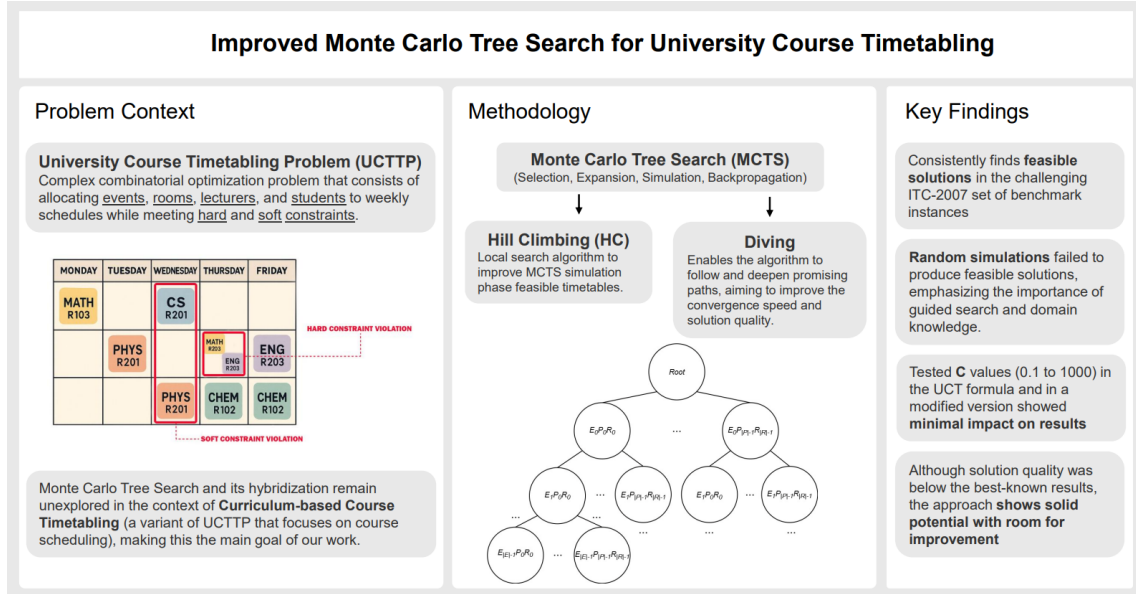 Improved Monte Carlo Tree Search for University Course Timetabling
Problem Context
University Course Timetabling Problem (UCTTP)
Complex combinatorial optimization problem that consists of
allocating events, rooms, lecturers, and students to weekly
schedules while meeting hard and soft constraints.
MONDAY TUESDAY WEDNESDAY THURSDAY FRIDAY
MATH
R103
CS
R201
HARD CONSTRAINT VIOLATION
PHYS
R201
MATH
R203
ENG
R203
ENG
R203
PHYS
R201
CHEM
R102
CHEM
R102
SOFT CONSTRAINT VIOLATION
Monte Carlo Tree Search and its hybridization remain
unexplored in the context of Curriculum-based Course
Timetabling (a variant of UCTTP that focuses on course
scheduling), making this the main goal of our work.
Methodology
Monte Carlo Tree Search (MCTS)
(Selection, Expansion, Simulation, Backpropagation)
Hill Climbing (HC)
Local search algorithm to
improve MCTS simulation
phase feasible timetables.
Diving
Enables the algorithm to
follow and deepen promising
paths, aiming to improve the
convergence speed and
solution quality.
Root
E0P0R0 ... E0P|P|-1R|R|-1
E1P0R0 ... E1P|P|-1R|R|-1 E1P0R0 ... E1P|P|-1R|R|-1
... ... ... ...
E|E|-1P0R0 ... E|E|-1P|P|-1R|R|-1
Key Findings
Consistently finds feasible
solutions in the challenging
ITC-2007 set of benchmark
instances
Random simulations failed to
produce feasible solutions,
emphasizing the importance of
guided search and domain
knowledge.
Tested C values (0.1 to 1000) in
the UCT formula and in a
modified version showed
minimal impact on results
Although solution quality was
below the best-known results,
the approach shows solid
potential with room for
improvement